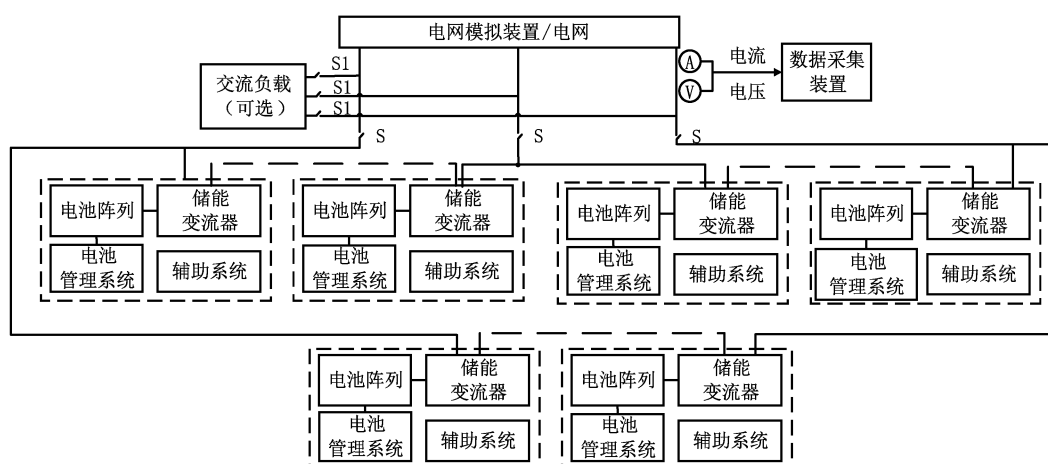 电网模拟装置/电网
交流负载
（可选）
S1
S1
S1
A
V
电流
电压
数据采集
装置
S
S
S
电池阵列
储能
变流器
电池
管理系统
辅助系统
电池阵列
储能
变流器
电池
管理系统
辅助系统
电池阵列
储能
变流器
电池
管理系统
辅助系统
电池阵列
储能
变流器
电池
管理系统
辅助系统
电池阵列
储能
变流器
电池
管理系统
辅助系统
电池阵列
储能
变流器
电池
管理系统
辅助系统